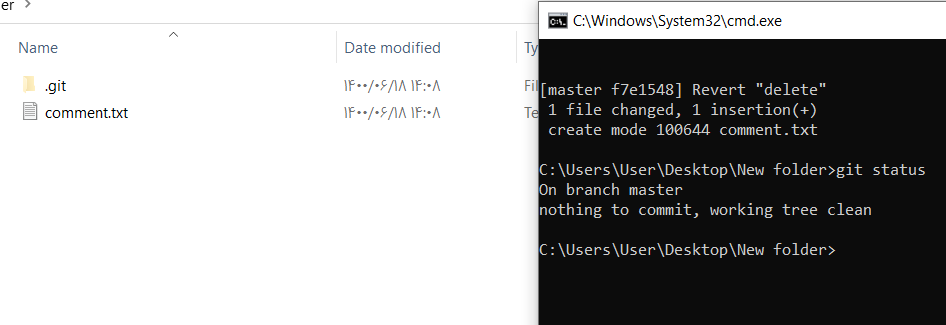 er
Name
Date modified
Ty
.git
۱۴۰۰/۰۶/۱۸ ۱۴:۰۸
Fil
comment.txt
۱۴۰۰/۰۶/۱۸ ۱۴:۰۸
Te
C:\Windows\System32\cmd.exe
[master f7e1548] Revert "delete"
1 file changed, 1 insertion(+)
create mode 100644 comment.txt
C:\Users\User\Desktop\New folder>git status
On branch master
nothing to commit, working tree clean
C:\Users\User\Desktop\New folder>